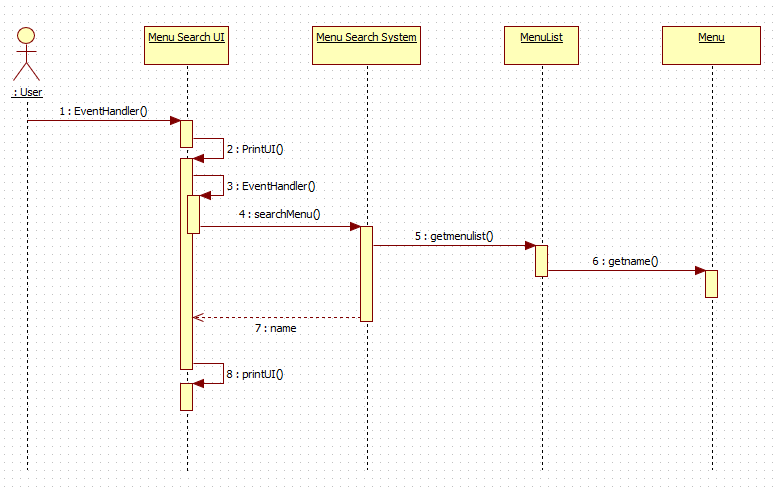 Menu Search UI
Menu Search System
MenuList
Menu
: User
1 : EventHandler()
2 : PrintUI()
3 : EventHandler()
4 : searchMenu()
5 : getmenulist()
6 : getname()
7 : name
8 : printUI()